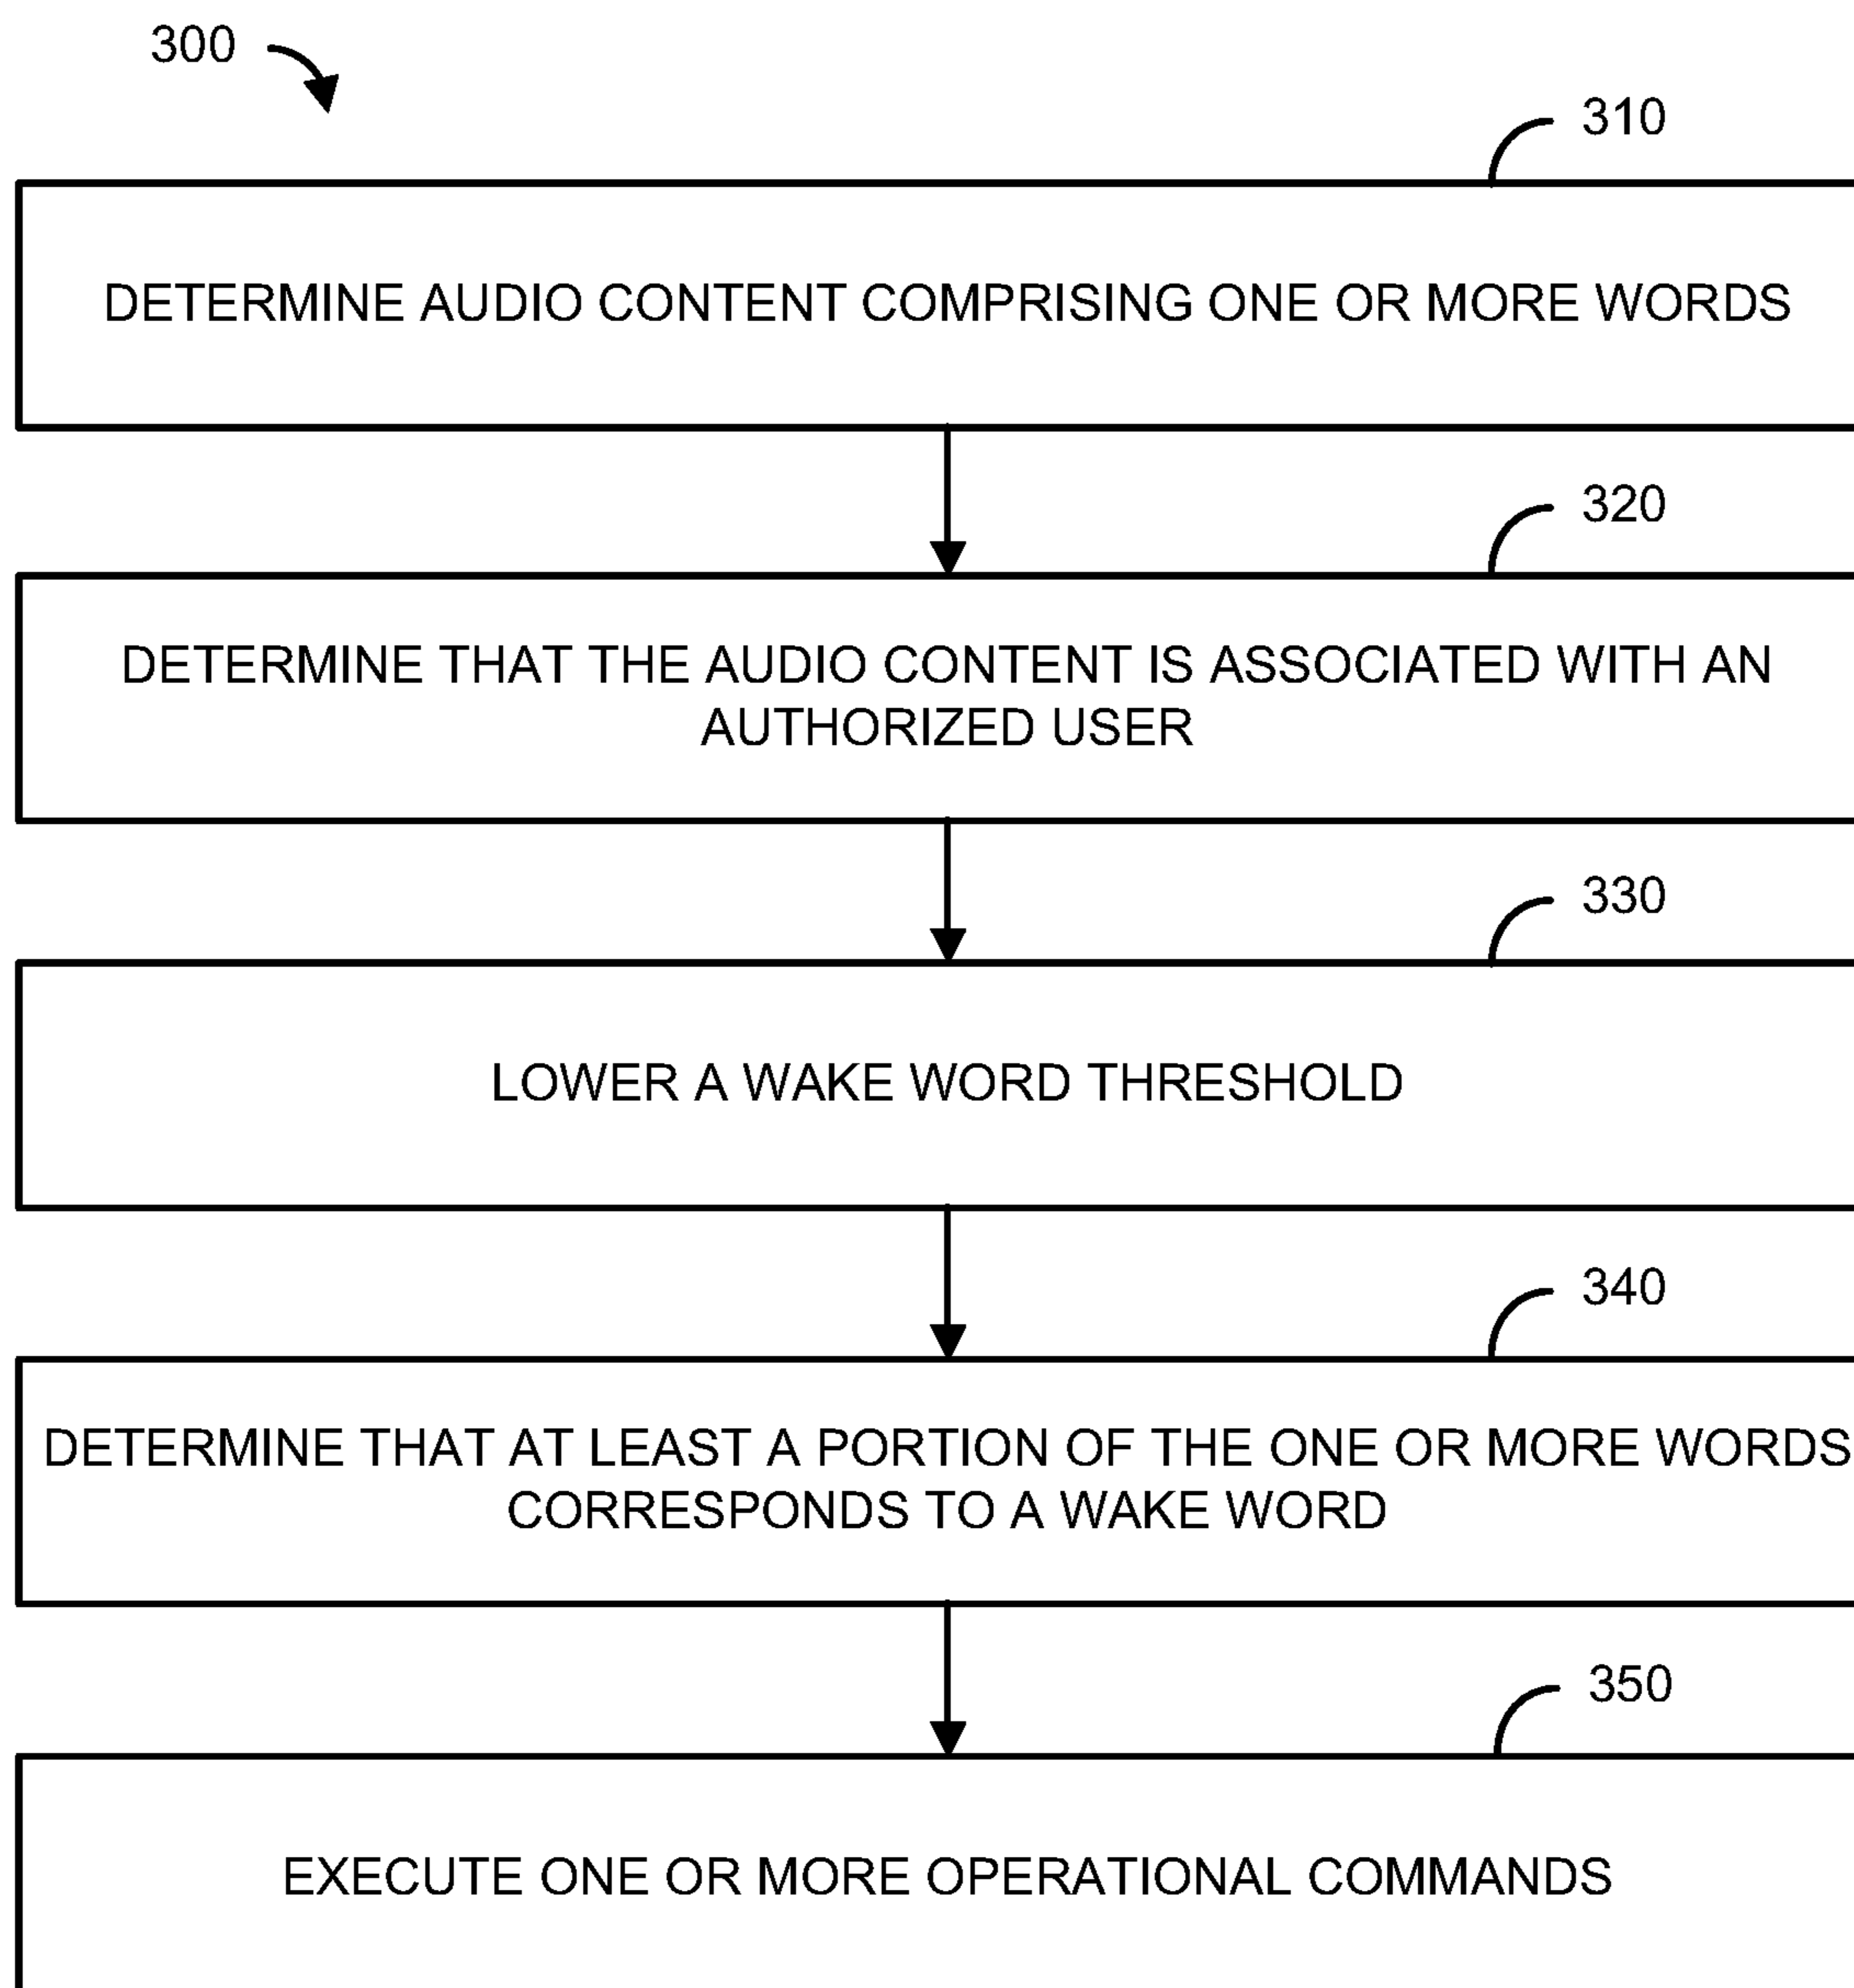 300
310
DETERMINE AUDIO CONTENT COMPRISING ONE OR MORE WORDS
320
DETERMINE THAT THE AUDIO CONTENT IS ASSOCIATED WITH AN
AUTHORIZED USER
330
LOWER A WAKE WORD THRESHOLD
340
DETERMINE THAT AT LEAST A PORTION OF THE ONE OR MORE WORDS
CORRESPONDS TO A WAKE WORD
350
EXECUTE ONE OR MORE OPERATIONAL COMMANDS